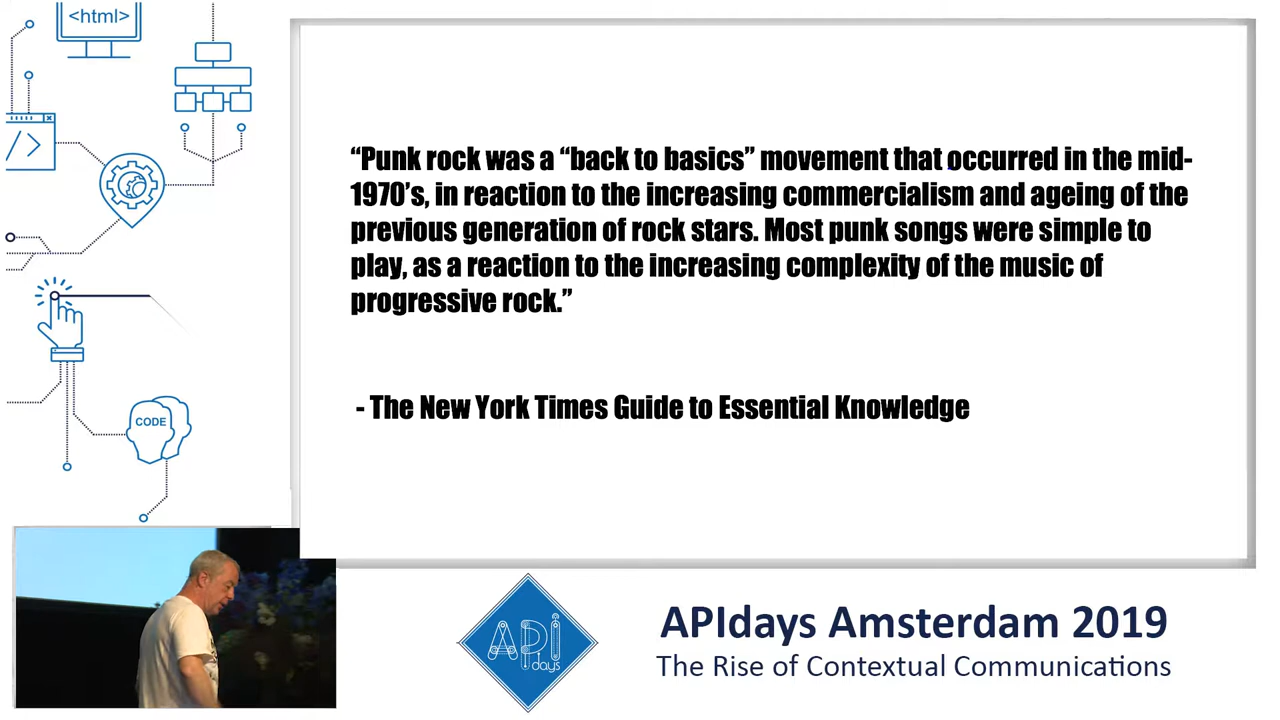 <html>
</>
CODE
“Punk rock was a “back to basics” movement that occurred in the mid-
1970’s, in reaction to the increasing commercialism and ageing of the
previous generation of rock stars. Most punk songs were simple to
play, as a reaction to the increasing complexity of the music of
progressive rock.”
- The New York Times Guide to Essential Knowledge
API
days
APIdays Amsterdam 2019
The Rise of Contextual Communications